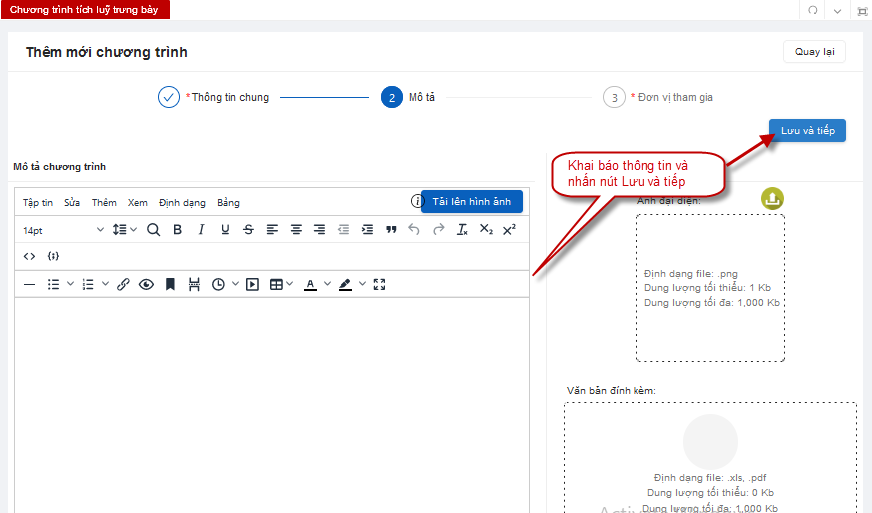 Chương trình tích luỹ trưng bày
Thêm mới chương trình
Quay lại
* Thông tin chung
2 Mô tả
3 * Đơn vị tham gia
Lưu và tiếp
Mô tả chương trình
Khai báo thông tin và
nhấn nút Lưu và tiếp
Tập tin Sửa Thêm Xem Định dạng Bảng
Tải lên hình ảnh
Ảnh đại diện:
14pt
Định dạng file: .png
Dung lượng tối thiểu: 1 Kb
Dung lượng tối đa: 1,000 Kb
Văn bản đính kèm:
Định dạng file: .xls, .pdf
Dung lượng tối thiểu: 0 Kb
Dung lượng tối đa: 1,000 Kb